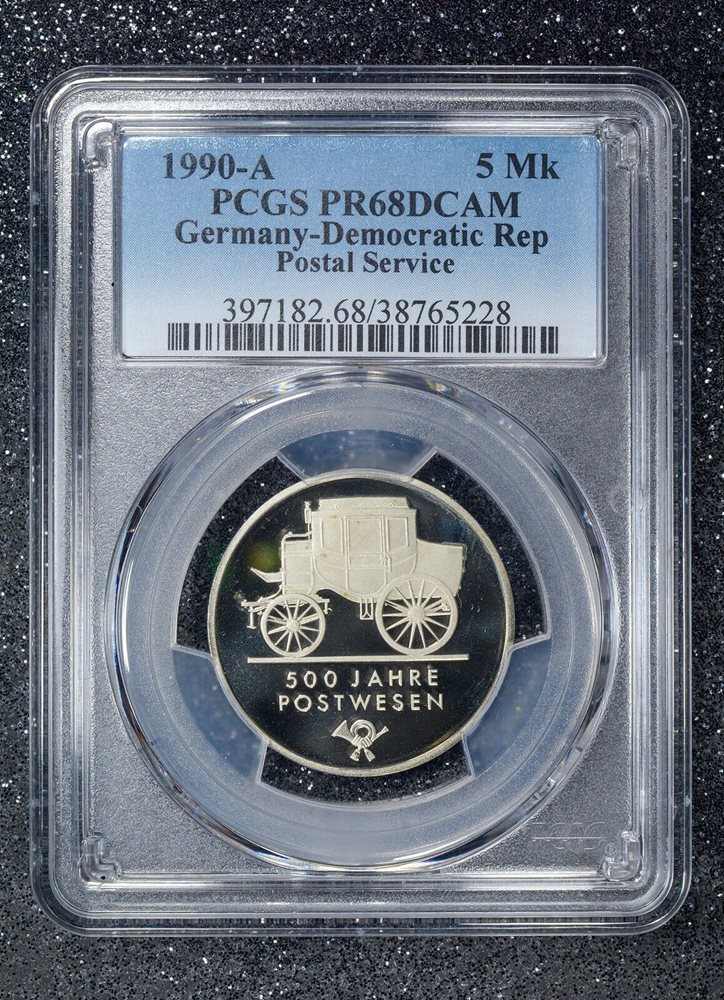 1990-A 5 Mk
PCGS PR68DCAM
Germany-Democratic Rep
Postal Service
397182.68/38765228
500 JAHRE
POSTWESEN